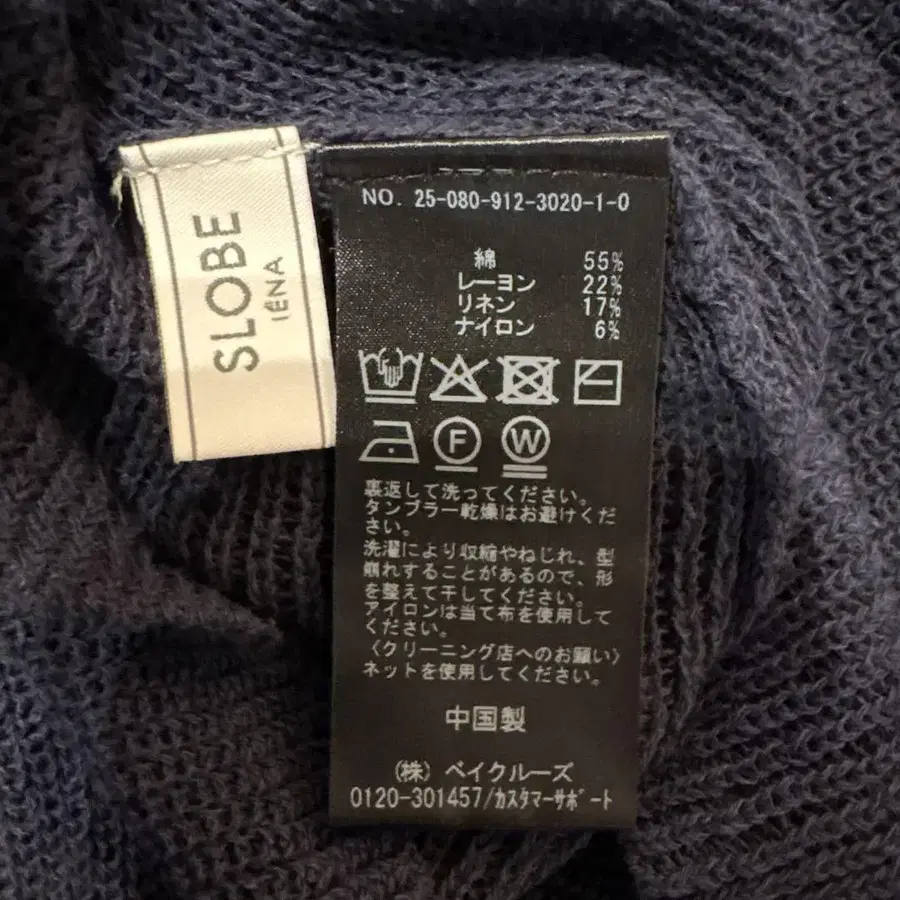 SLOBE
IÉNA
NO. 25-080-912-3020-1-0
綿 55%
レーヨン 22%
リネン 17%
ナイロン 6%
F W
裏返して洗ってください。
タンブラー乾燥はお避けくだ
さい。
洗濯により収縮やねじれ、型
崩れすることがあるので、形
を整えて干してください。
アイロンは当て布を使用して
ください。
〈クリーニング店へのお願い〉
ネットを使用してください。
中国製
(株) ベイクルーズ
0120-301457/カスタマーサポート